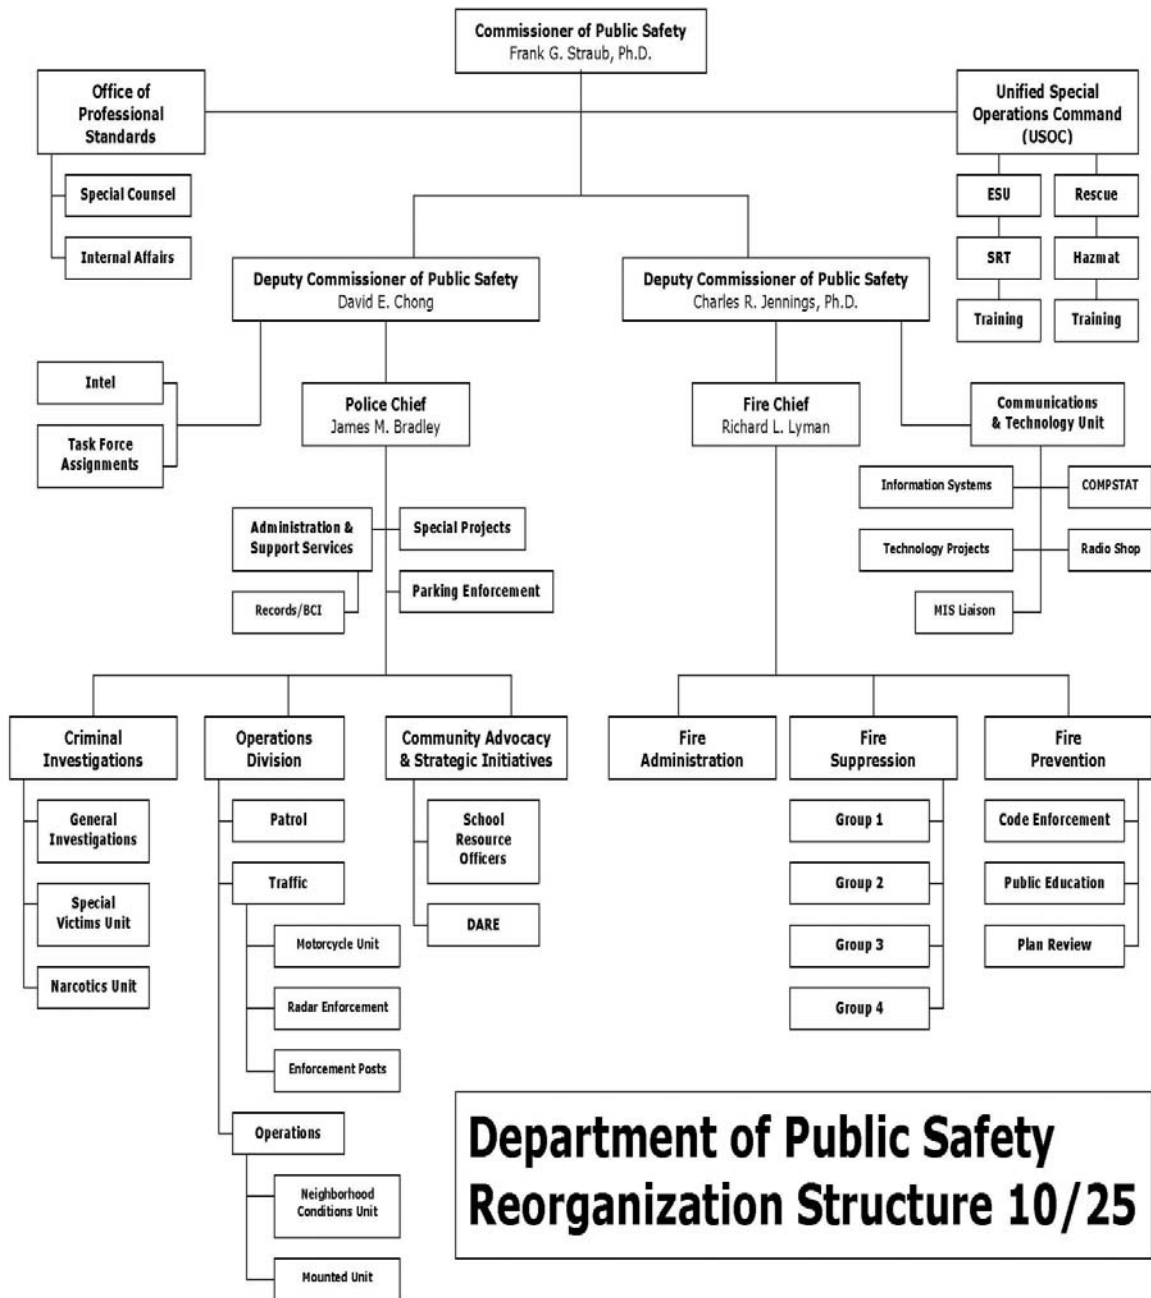 Commissioner of Public Safety
Frank G. Straub, Ph.D.
Office of
Professional
Standards
Unified Special
Operations Command
(USOC)
Special Counsel
ESU
Rescue
Internal Affairs
SRT
Hazmat
Training
Training
Deputy Commissioner of Public Safety
David E. Chong
Deputy Commissioner of Public Safety
Charles R. Jennings, Ph.D.
Intel
Task Force
Assignments
Police Chief
James M. Bradley
Fire Chief
Richard L. Lyman
Communications
& Technology Unit
Information Systems
COMPSTAT
Technology Projects
Radio Shop
MIS Liaison
Administration &
Support Services
Special Projects
Records/BCI
Parking Enforcement
Criminal
Investigations
Operations
Division
Community Advocacy
& Strategic Initiatives
Fire
Administration
Fire
Suppression
Fire
Prevention
General
Investigations
Special
Victims Unit
Narcotics Unit
Patrol
Traffic
Motorcycle Unit
Radar Enforcement
Enforcement Posts
Operations
Neighborhood
Conditions Unit
Mounted Unit
School
Resource
Officers
DARE
Group 1
Group 2
Group 3
Group 4
Code Enforcement
Public Education
Plan Review
Department of Public Safety
Reorganization Structure 10/25